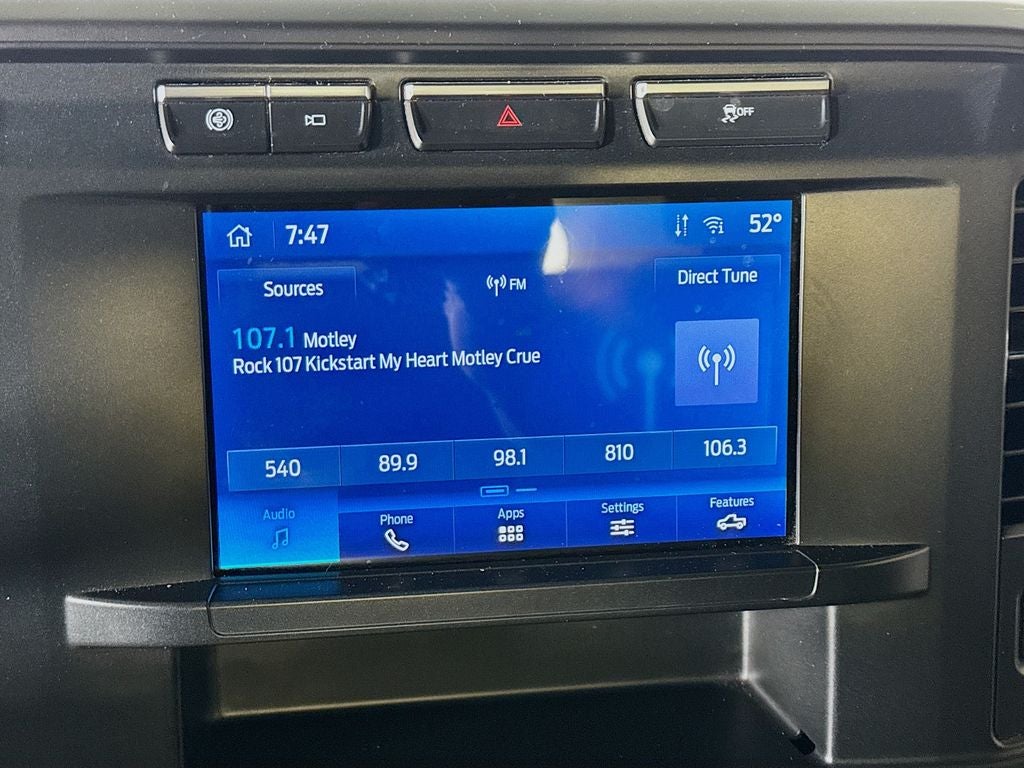 OFF
7:47
52°
Sources
FM
Direct Tune
107.1 Motley
Rock 107 Kickstart My Heart Motley Crue
540 89.9 98.1 810 106.3
Audio Phone Apps Settings Features